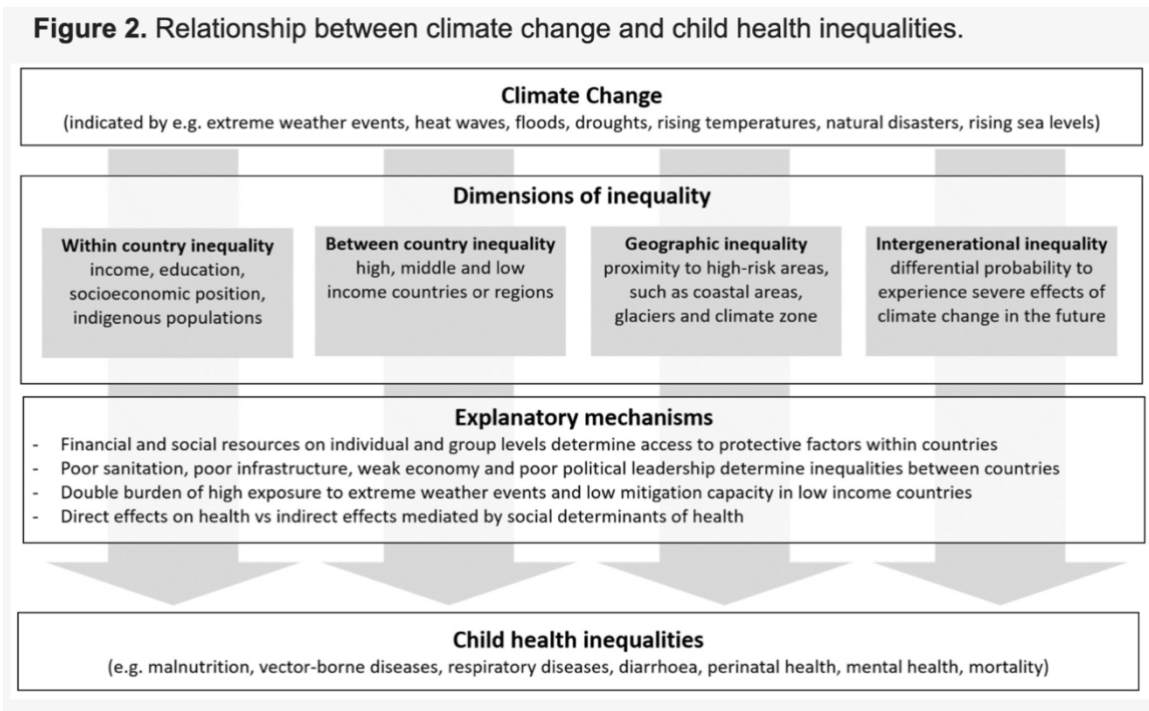 Figure 2. Relationship between climate change and child health inequalities.
Climate Change
(indicated by e.g. extreme weather events, heat waves, floods, droughts, rising temperatures, natural disasters, rising sea levels)
Dimensions of inequality
Within country inequality
income, education,
socioeconomic position,
indigenous populations
Between country inequality
high, middle and low
income countries or regions
Geographic inequality
proximity to high-risk areas,
such as coastal areas,
glaciers and climate zone
Intergenerational inequality
differential probability to
experience severe effects of
climate change in the future
Explanatory mechanisms
- Financial and social resources on individual and group levels determine access to protective factors within countries
- Poor sanitation, poor infrastructure, weak economy and poor political leadership determine inequalities between countries
- Double burden of high exposure to extreme weather events and low mitigation capacity in low income countries
- Direct effects on health vs indirect effects mediated by social determinants of health
Child health inequalities
(e.g. malnutrition, vector-borne diseases, respiratory diseases, diarrhoea, perinatal health, mental health, mortality)